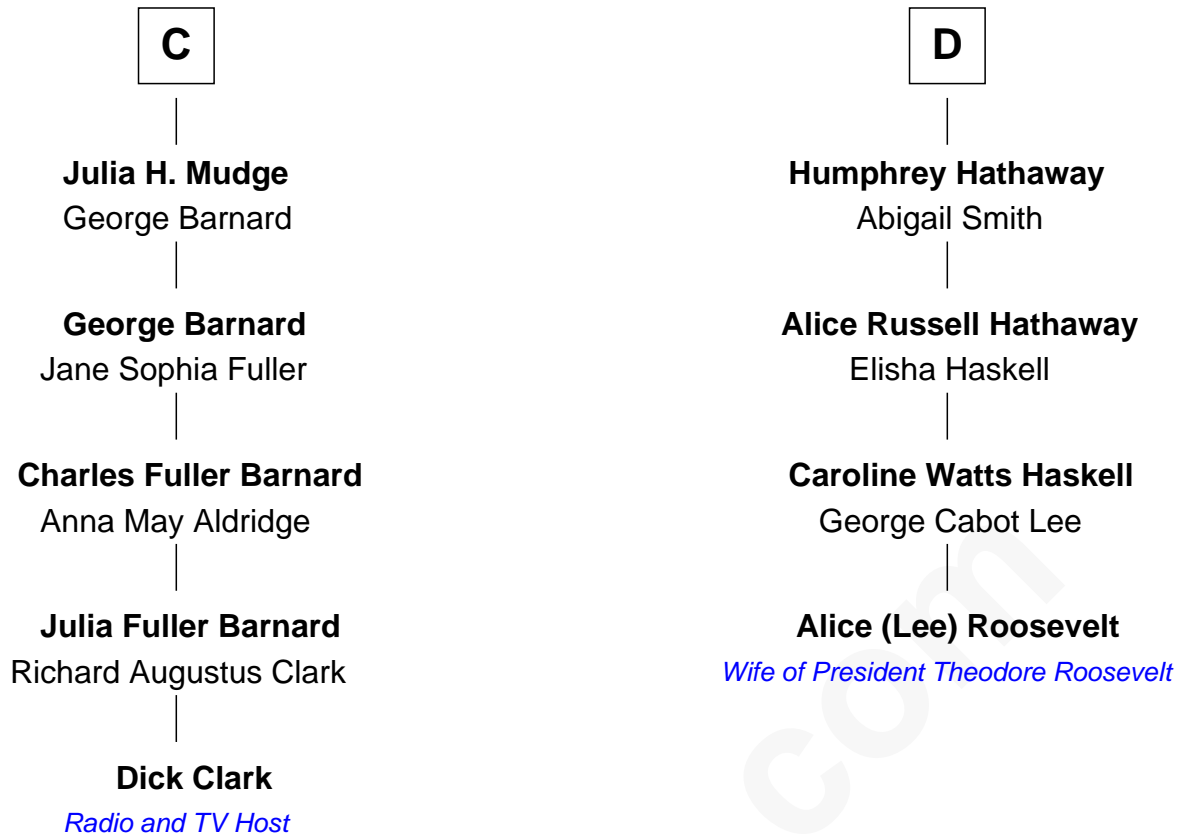 C
Julia H. Mudge
George Barnard
George Barnard
Jane Sophia Fuller
Charles Fuller Barnard
Anna May Aldridge
Julia Fuller Barnard
Richard Augustus Clark
Dick Clark
Radio and TV Host
D
Humphrey Hathaway
Abigail Smith
Alice Russell Hathaway
Elisha Haskell
Caroline Watts Haskell
George Cabot Lee
Alice (Lee) Roosevelt
Wife of President Theodore Roosevelt
com